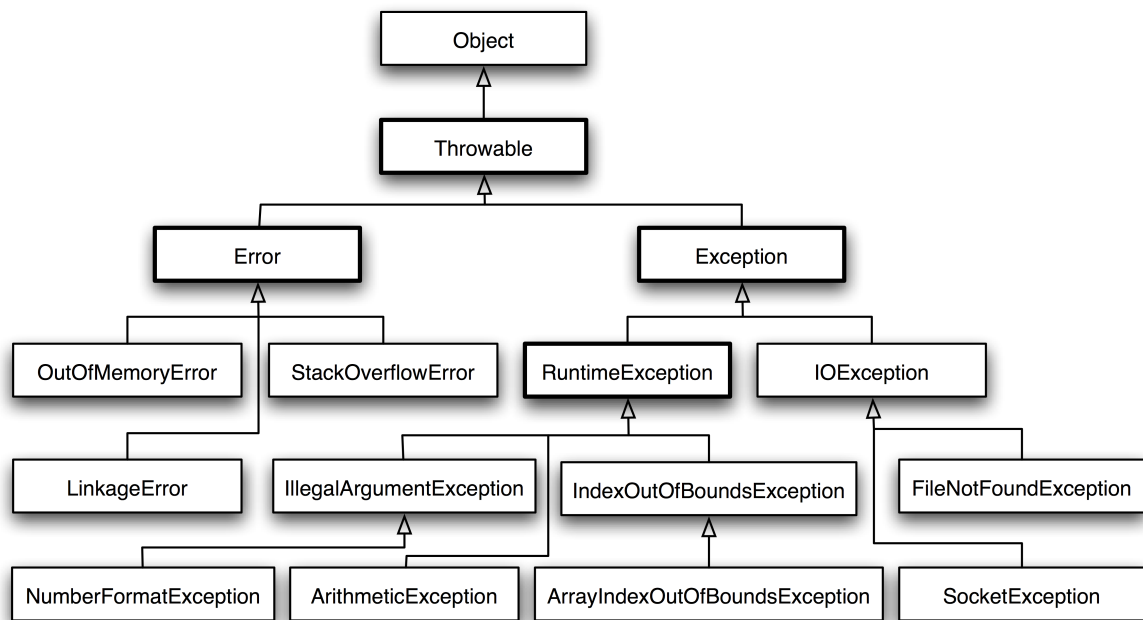 Object
Throwable
Error
Exception
OutOfMemoryError
StackOverflowError
RuntimeException
IOException
LinkageError
IllegalArgumentException
IndexOutOfBoundsException
FileNotFoundException
NumberFormatException
ArithmeticException
ArrayIndexOutOfBoundsException
SocketException